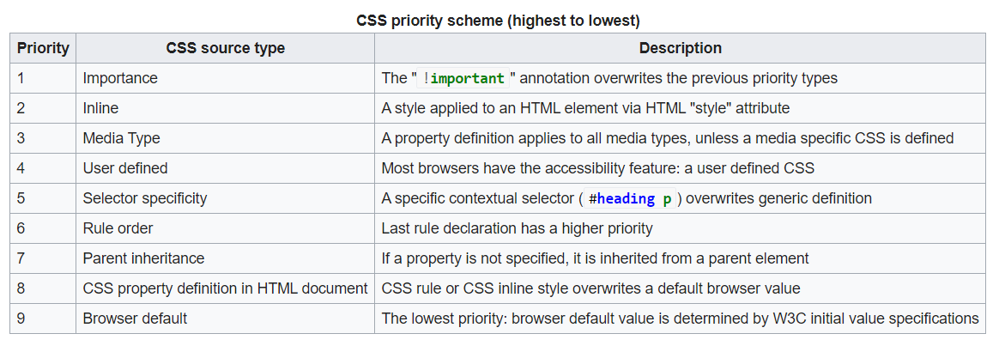 CSS priority scheme (highest to lowest)
Priority CSS source type Description
1 Importance The " !important " annotation overwrites the previous priority types
2 Inline A style applied to an HTML element via HTML "style" attribute
3 Media Type A property definition applies to all media types, unless a media specific CSS is defined
4 User defined Most browsers have the accessibility feature: a user defined CSS
5 Selector specificity A specific contextual selector ( #heading p ) overwrites generic definition
6 Rule order Last rule declaration has a higher priority
7 Parent inheritance If a property is not specified, it is inherited from a parent element
8 CSS property definition in HTML document CSS rule or CSS inline style overwrites a default browser value
9 Browser default The lowest priority: browser default value is determined by W3C initial value specifications